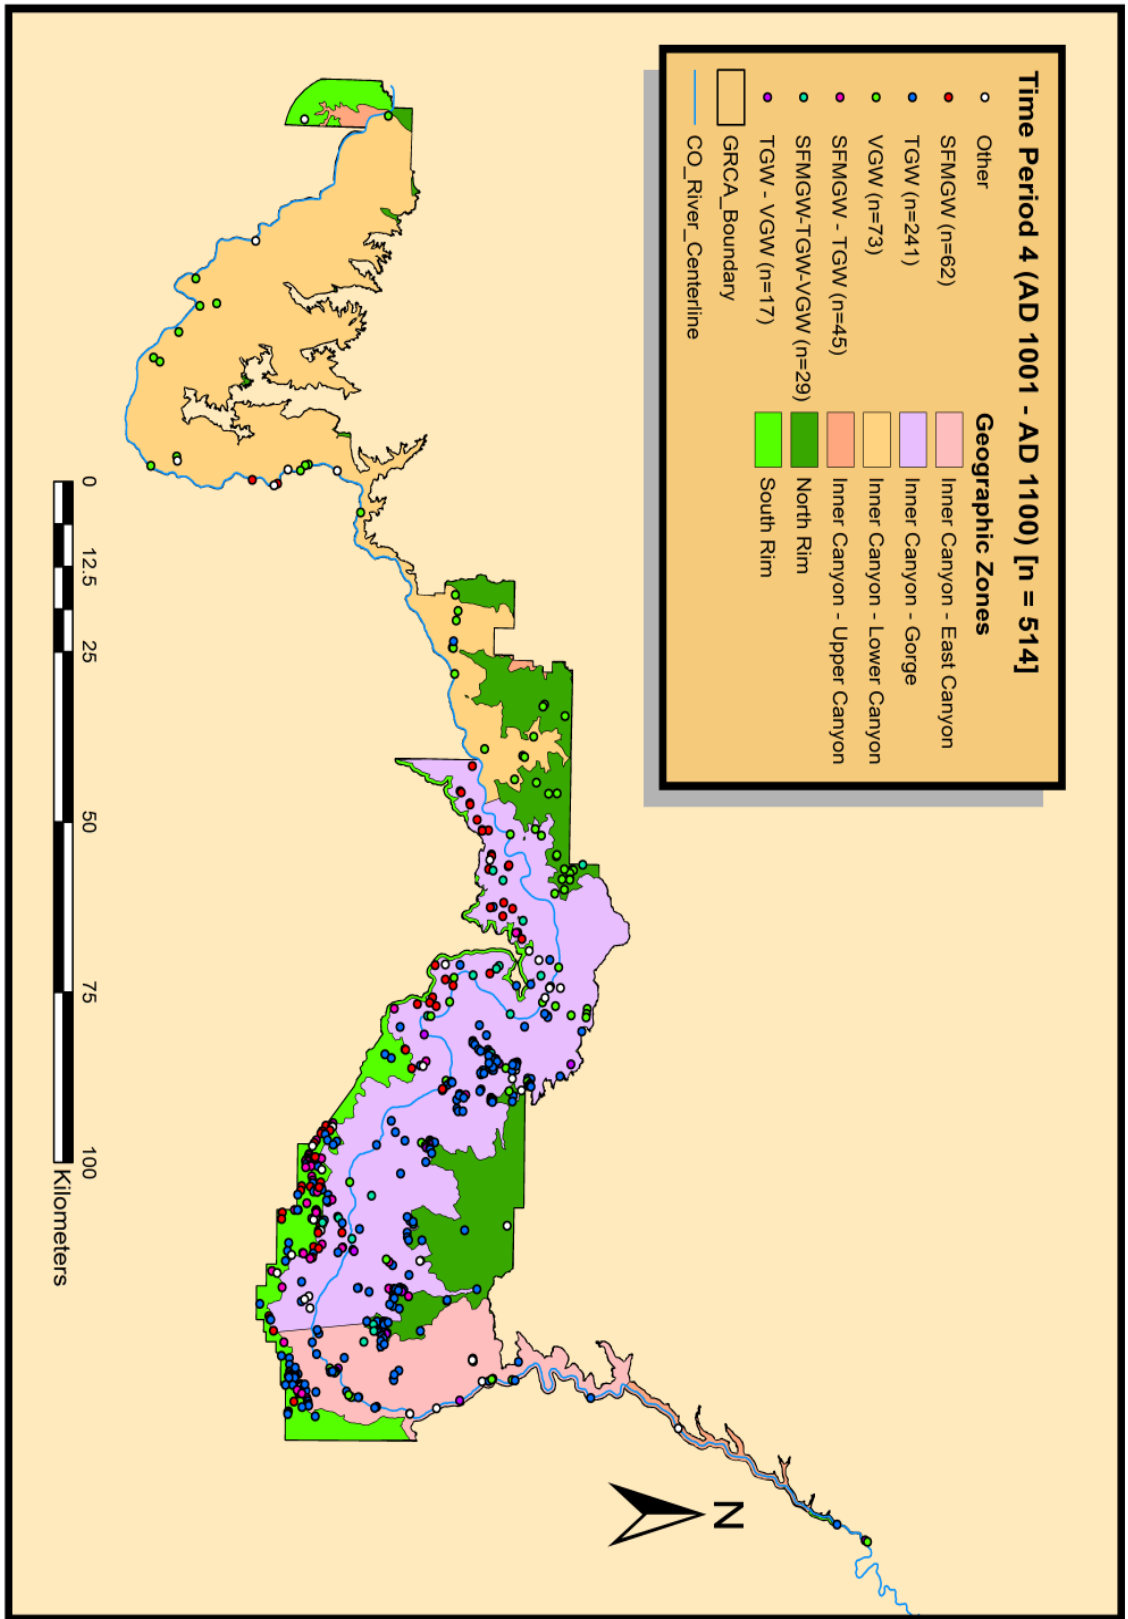 Time Period 4 (AD 1001 - AD 1100) [n = 514]
Other
SFMGW (n=62)
TGW (n=241)
VGW (n=73)
SFMGW - TGW (n=45)
SFMGW-TGW-VGW (n=29)
TGW - VGW (n=17)
GRCA_Boundary
CO_River_Centerline
Geographic Zones
Inner Canyon - East Canyon
Inner Canyon - Gorge
Inner Canyon - Lower Canyon
Inner Canyon - Upper Canyon
North Rim
South Rim
N
0 12.5 25 50 75 100
Kilometers